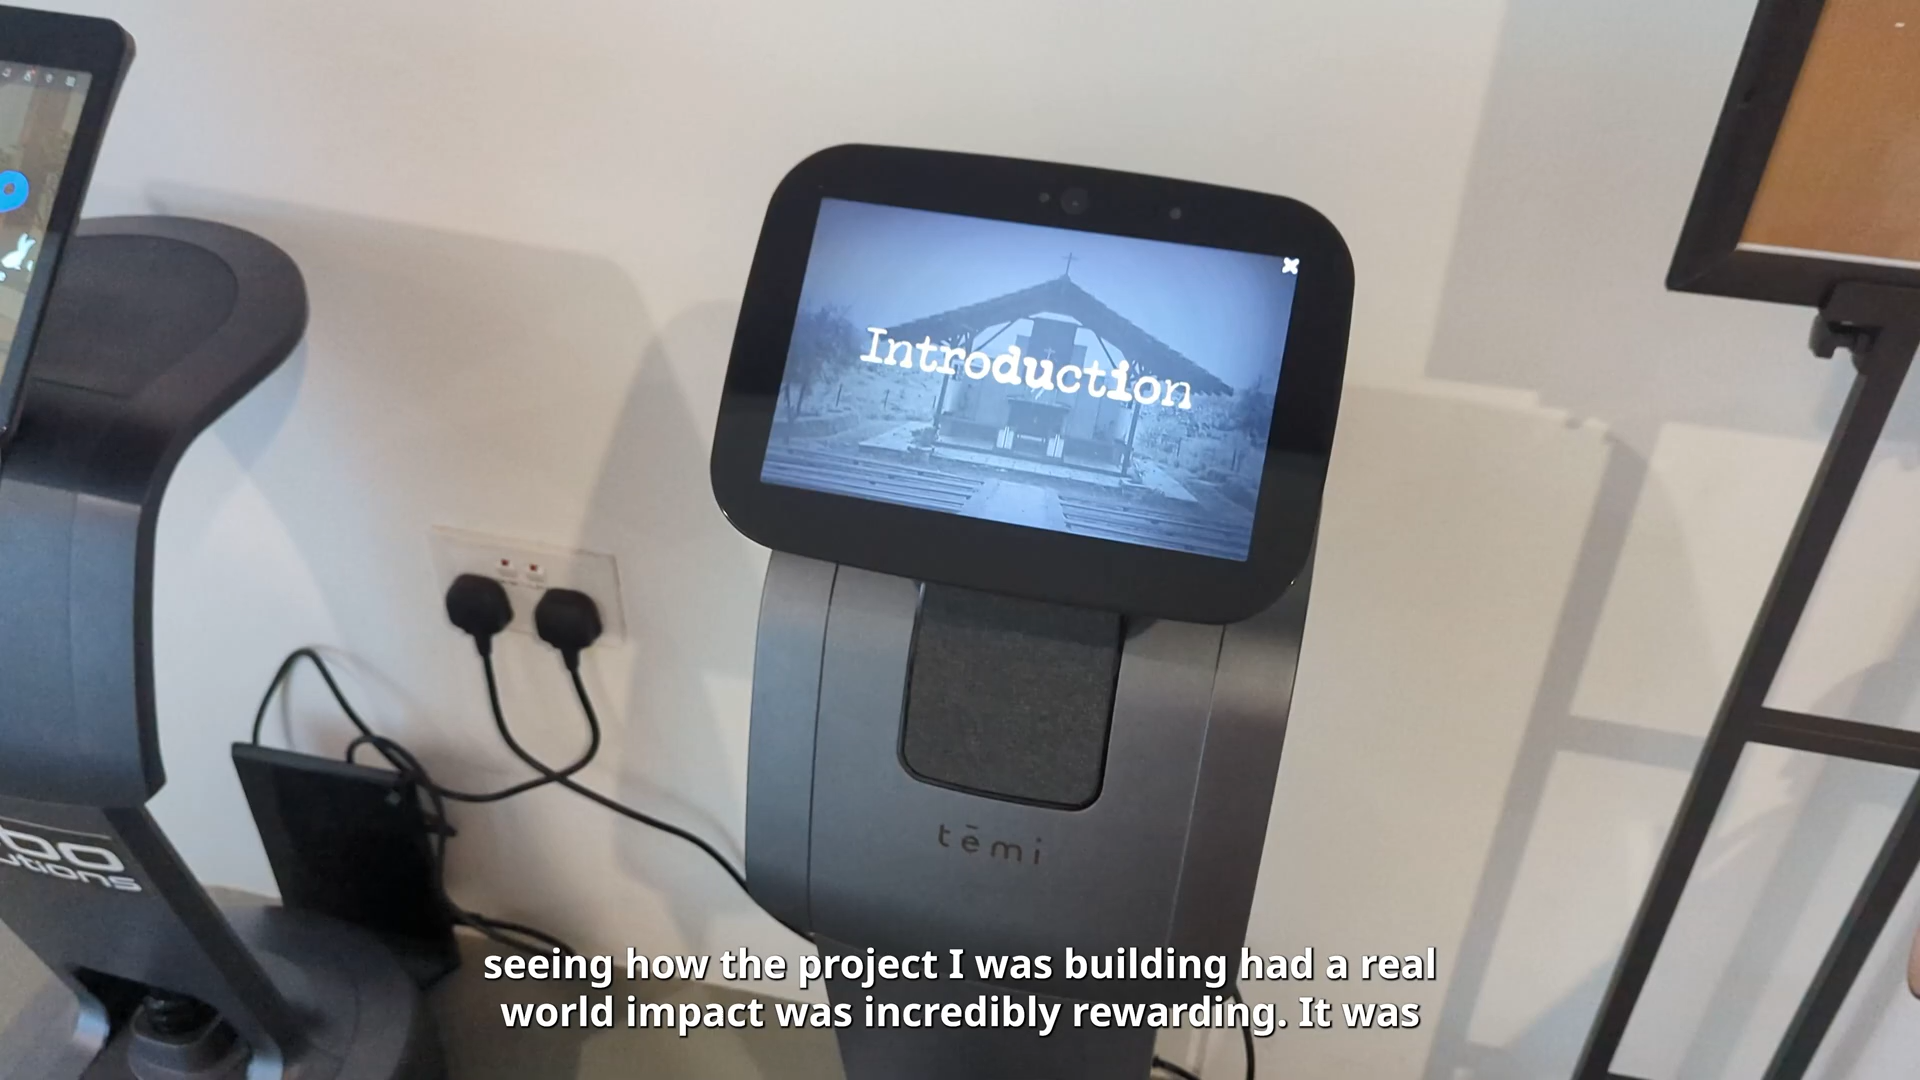 Introduction
tēmi
seeing how the project I was building had a real
world impact was incredibly rewarding. It was